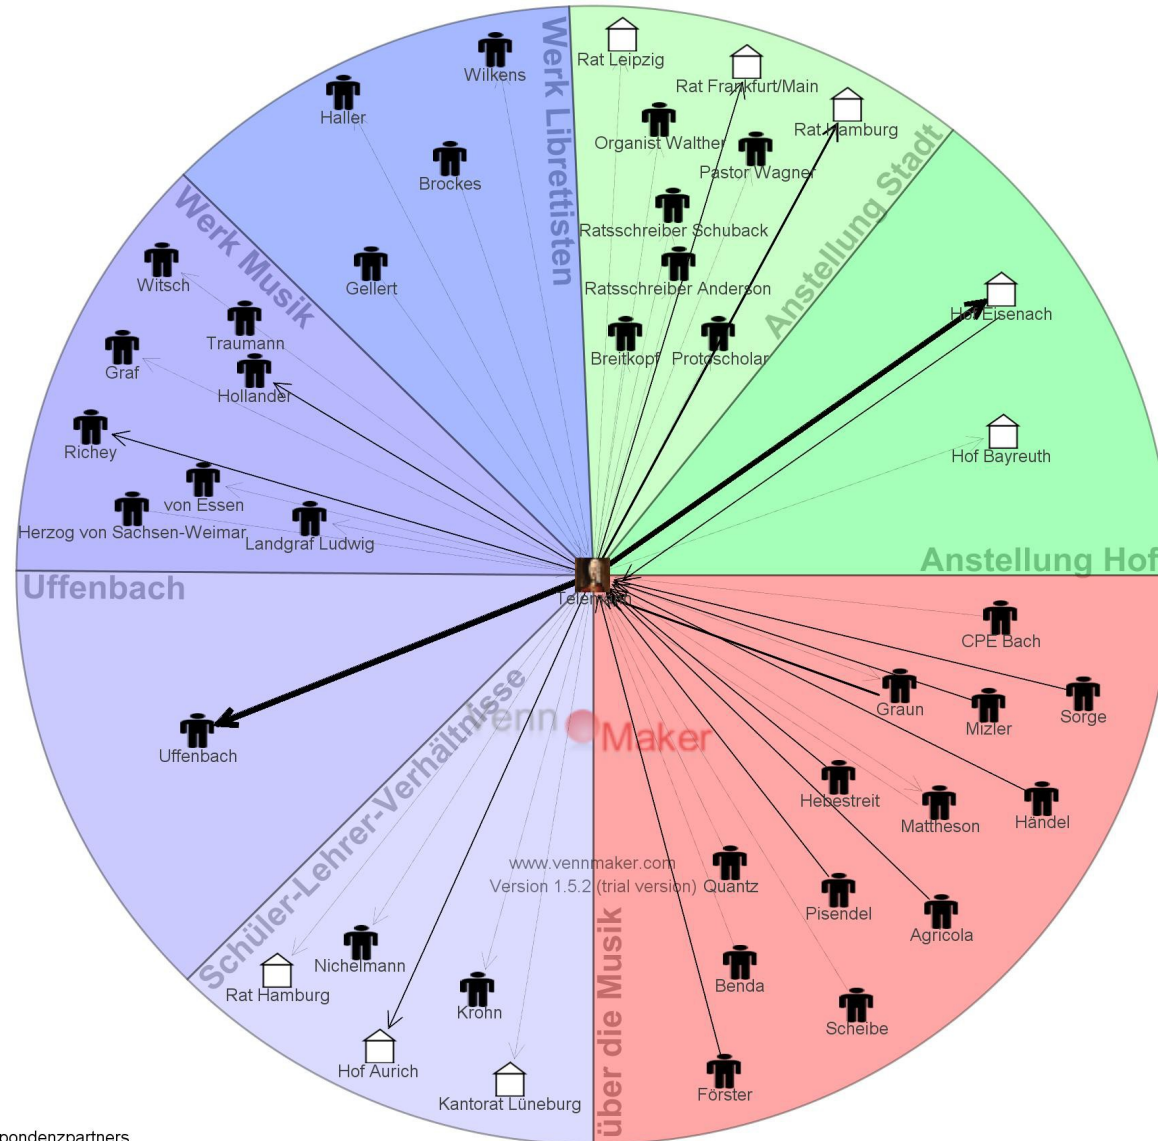 Rat Leipzig
Rat Frankfurt/Main
Rat Hamburg
Organist Walther
Pastor Wagner
Ratsschreiber Schuback
Ratsschreiber Anderson
Breitkopf
Protoscholar
Anstellung Stadt
Hof Eisenach
Hof Bayreuth
Anstellung Hof
Wilkens
Haller
Brockes
Gellert
Werk Librettisten
Werk Musik
Witsch
Traumann
Graf
Hollander
Richey
von Essen
Herzog von Sachsen-Weimar
Landgraf Ludwig
Uffenbach
Telemann
Uffenbach
CPE Bach
Graun
Mizler
Sorge
Hebestreit
Mattheson
Händel
Quantz
Pisendel
Agricola
Benda
Scheibe
Förster
über die Musik
Venn Maker
www.vennmaker.com
Version 1.5.2 (trial version)
Schüler-Lehrer-Verhältnisse
Nichelmann
Rat Hamburg
Krohn
Hof Aurich
Kantorat Lüneburg
pondenzpartners